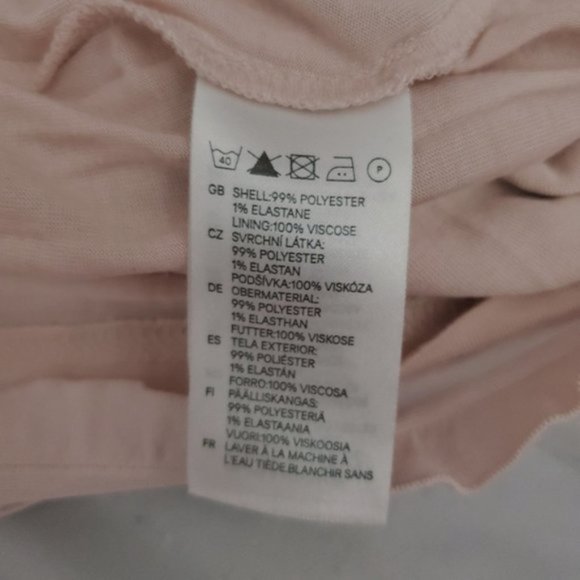 40 P
GB SHELL:99% POLYESTER
1% ELASTANE
LINING:100% VISCOSE
CZ SVRCHNÍ LÁTKA:
99% POLYESTER
1% ELASTAN
PODŠÍVKA:100% VISKÓZA
DE OBERMATERIAL:
99% POLYESTER
1% ELASTHAN
FUTTER:100% VISKOSE
ES TELA EXTERIOR:
99% POLIÉSTER
1% ELASTÁN
FORRO:100% VISCOSA
FI PÄÄLLISKANGAS:
99% POLYESTERIÄ
1% ELASTAANIA
VUORI:100% VISKOOSIA
FR LAVER À LA MACHINE À
L'EAU TIÈDE.BLANCHIR SANS